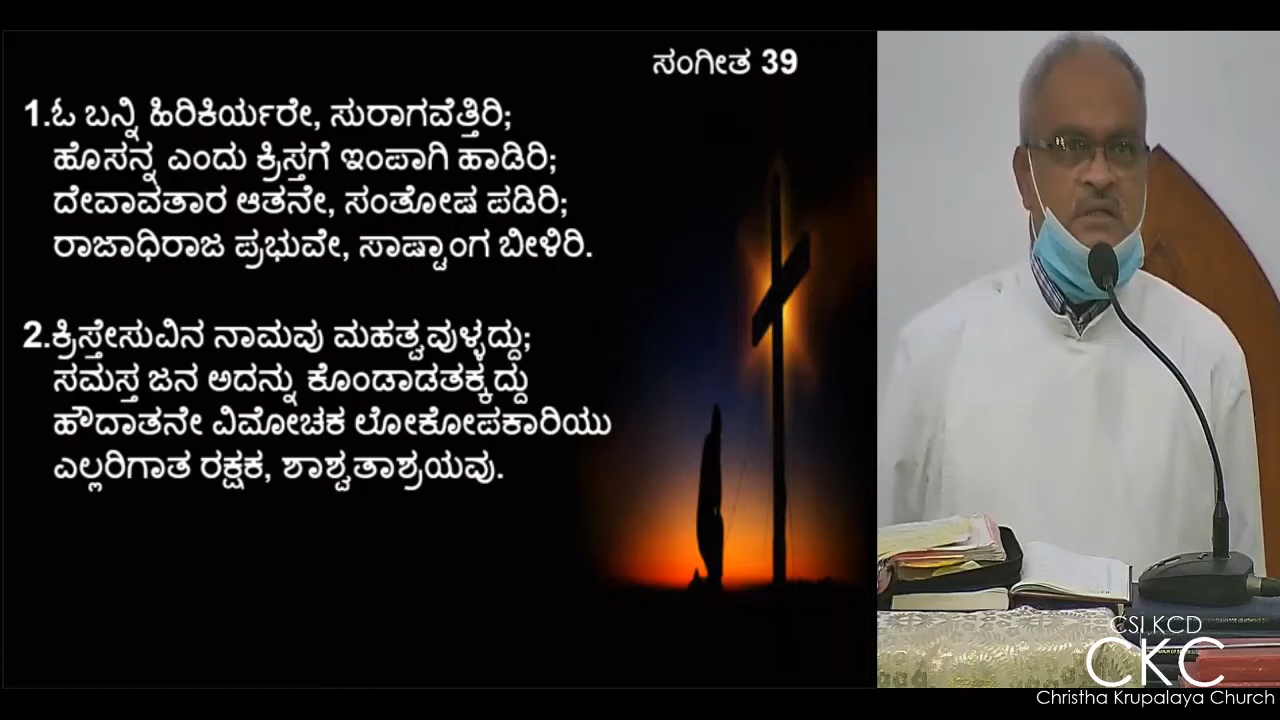 ಸಂಗೀತ 39
1.ಓ ಬನ್ನಿ ಹಿರಿಕಿರ್ಯರೇ, ಸುರಾಗವೆತ್ತಿರಿ;
ಹೊಸನ್ನ ಎಂದು ಕ್ರಿಸ್ತಗೆ ಇಂಪಾಗಿ ಹಾಡಿರಿ;
ದೇವಾವತಾರ ಆತನೇ, ಸಂತೋಷ ಪಡಿರಿ;
ರಾಜಾಧಿರಾಜ ಪ್ರಭುವೇ, ಸಾಷ್ಟಾಂಗ ಬೀಳಿರಿ.
2.ಕ್ರಿಸ್ತೇಸುವಿನ ನಾಮವು ಮಹತ್ವವುಳ್ಳದ್ದು;
ಸಮಸ್ತ ಜನ ಅದನ್ನು ಕೊಂಡಾಡತಕ್ಕದ್ದು
ಹೌದಾತನೇ ವಿಮೋಚಕ ಲೋಕೋಪಕಾರಿಯು
ಎಲ್ಲರಿಗಾತ ರಕ್ಷಕ, ಶಾಶ್ವತಾಶ್ರಯವು.
CSI KCD
CKC
Christha Krupalaya Church